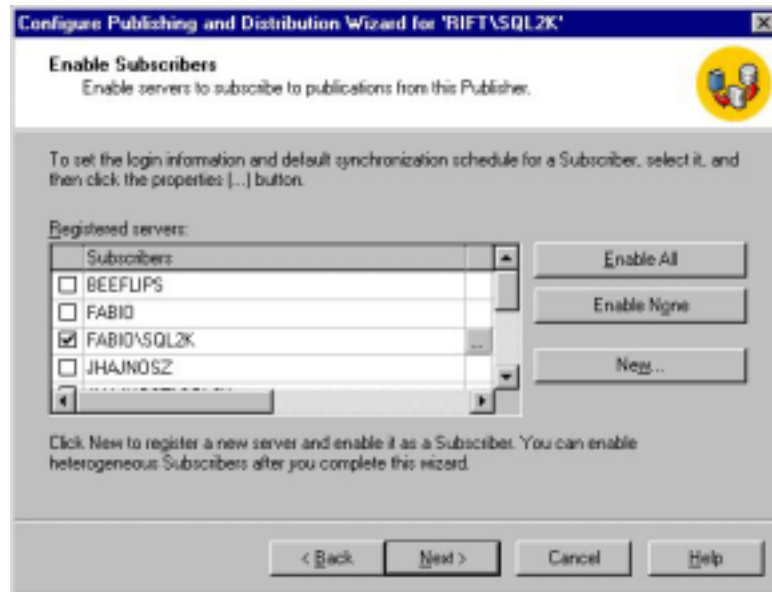 Configure Publishing and Distribution Wizard for 'RIFT\SQL2K'
Enable Subscribers
Enable servers to subscribe to publications from this Publisher.
To set the login information and default synchronization schedule for a Subscriber, select it, and
then click the properties (...) button.
Registered servers:
Subscribers
BEEFLIPS
FABIO
FABIO\SQL2K
...
JHAJNOSZ
Enable All
Enable None
New...
Click New to register a new server and enable it as a Subscriber. You can enable
heterogeneous Subscribers after you complete this wizard.
< Back Next > Cancel Help